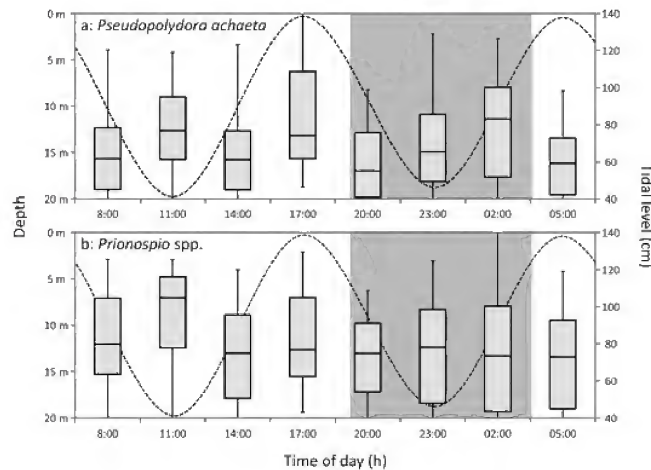 a: Pseudopolydora achaeta
0 m
5 m
10 m
15 m
20 m
140
120
100
80
60
40
8:00
11:00
14:00
17:00
20:00
23:00
02:00
05:00
Depth
Tidal level (cm)
b: Prionospio spp.
0 m
5 m
10 m
15 m
20 m
140
120
100
80
60
40
8:00
11:00
14:00
17:00
20:00
23:00
02:00
05:00
Time of day (h)